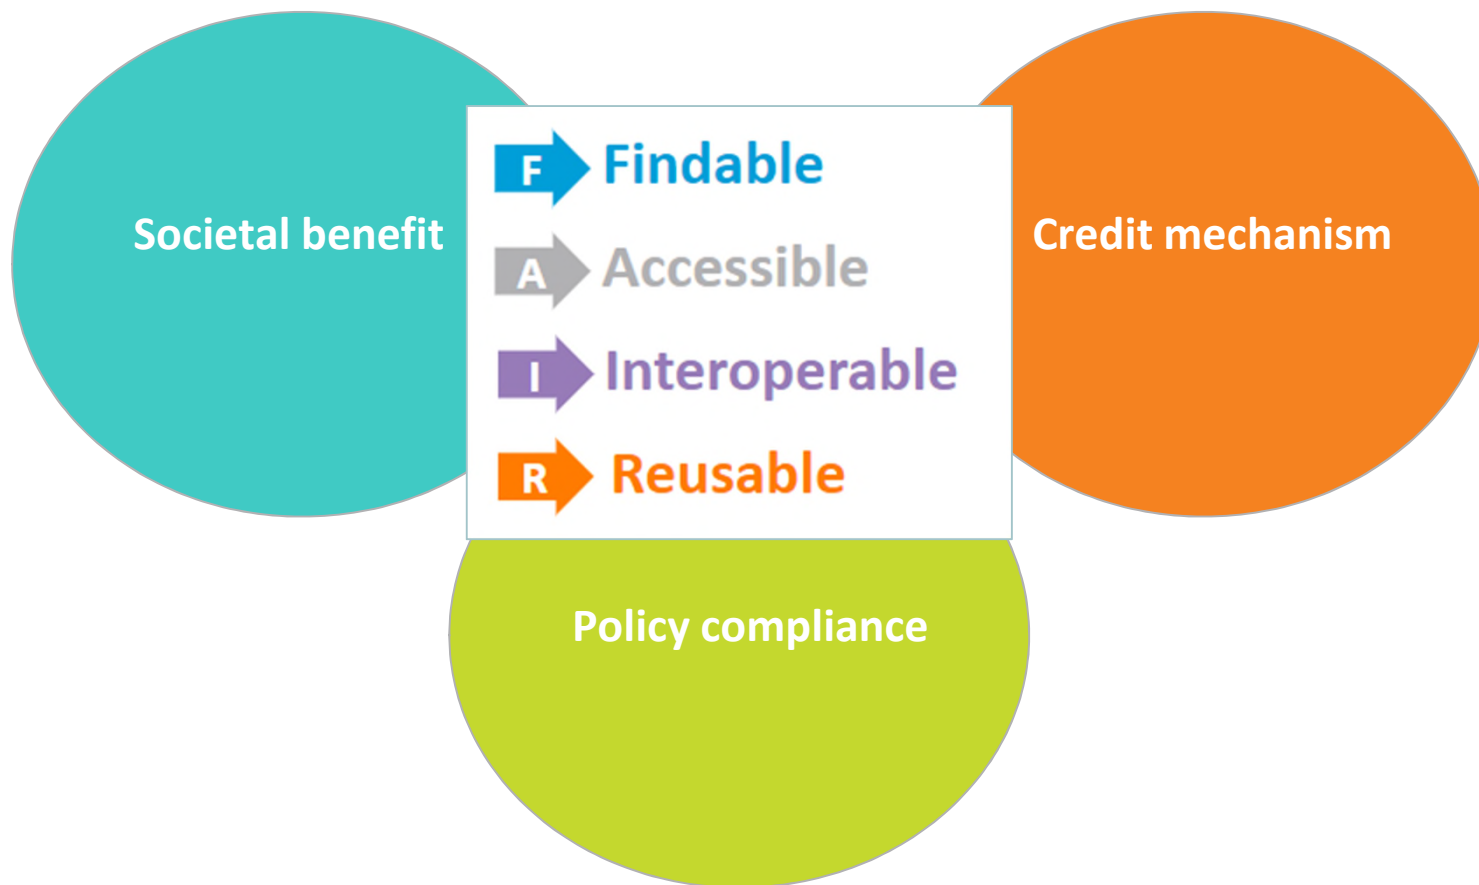 Societal benefit
F Findable
A Accessible
I Interoperable
R Reusable
Credit mechanism
Policy compliance